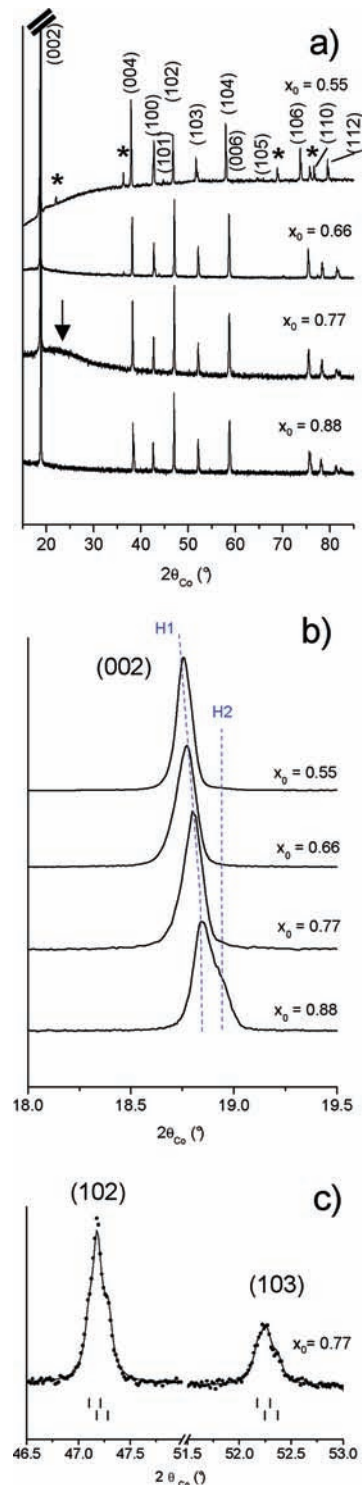 a)
(002)
(004)
(100)
(101)
(102)
(103)
(104)
(006)
(105)
(106)
(110)
(112)
*
*
*
*
x₀ = 0.55
x₀ = 0.66
x₀ = 0.77
x₀ = 0.88
20 30 40 50 60 70 80
2θCo (°)
b)
H1
(002)
H2
x₀ = 0.55
x₀ = 0.66
x₀ = 0.77
x₀ = 0.88
18.0 18.5 19.0 19.5
2θCo (°)
c)
(102)
(103)
x₀= 0.77
46.5 47.0 47.5 51.5 52.0 52.5 53.0
2 θCo (°)